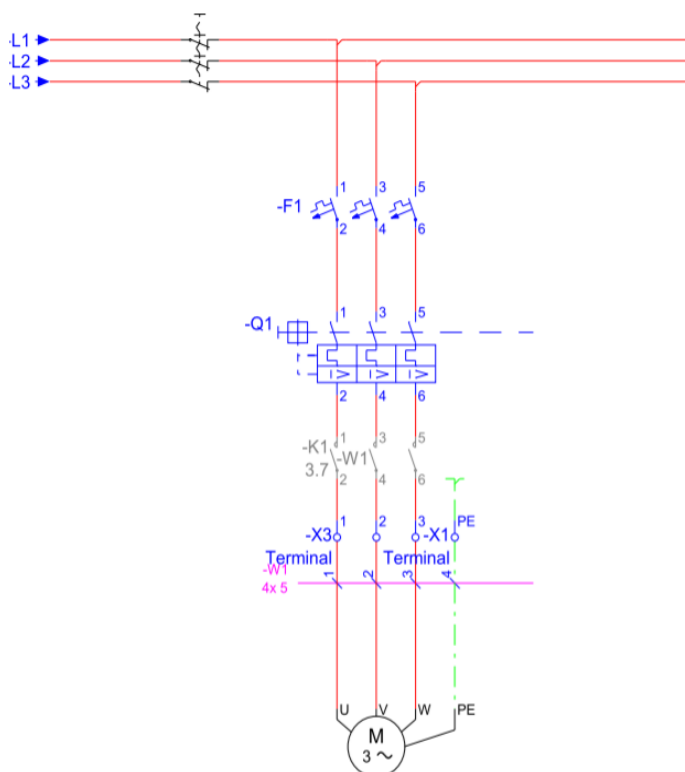 -L1
-L2
-L3
1 3 5
-F1
2 4 6
1 3 5
-Q1
I > I > I >
2 4 6
1 3 5
-K1 -W1
3.7
2 4 6
1 2 3 PE
-X3 -X1
Terminal Terminal
1 2 3 4
-W1
4x 5
U V W PE
M
3 ~